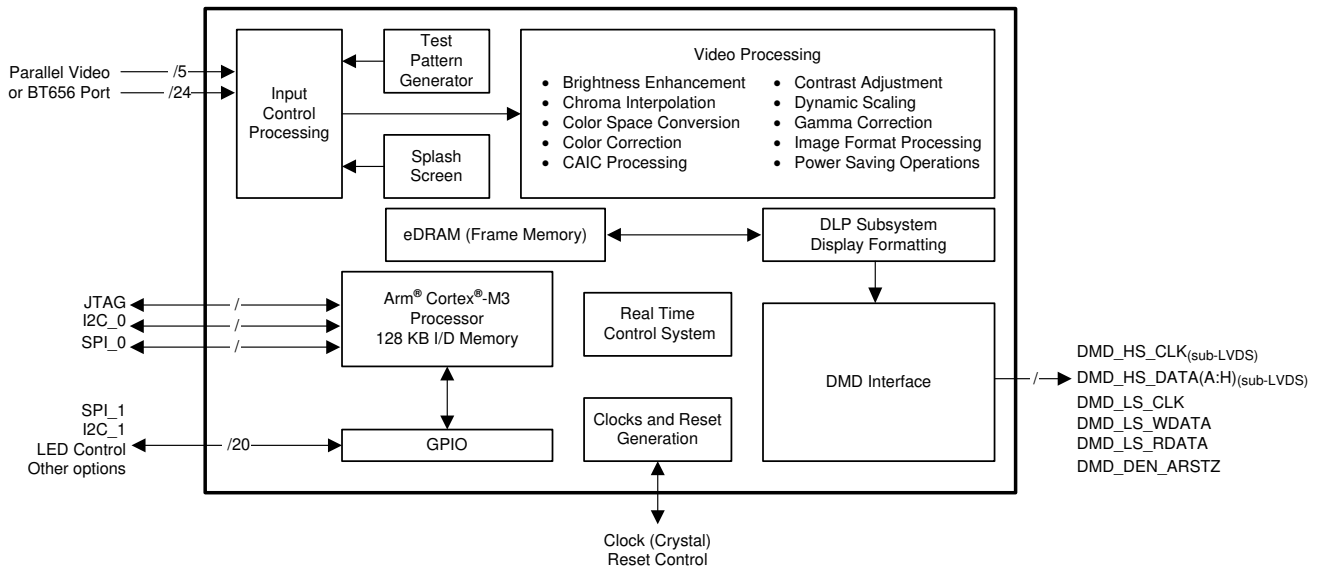 Parallel Video
or BT656 Port
/5
/24
Input
Control
Processing
Test
Pattern
Generator
Splash
Screen
Video Processing
• Brightness Enhancement
• Chroma Interpolation
• Color Space Conversion
• Color Correction
• CAIC Processing
• Contrast Adjustment
• Dynamic Scaling
• Gamma Correction
• Image Format Processing
• Power Saving Operations
eDRAM (Frame Memory)
DLP Subsystem
Display Formatting
JTAG
I2C_0
SPI_0
/
/
/
Arm® Cortex®-M3
Processor
128 KB I/D Memory
Real Time
Control System
DMD Interface
/
DMD_HS_CLK(sub-LVDS)
DMD_HS_DATA(A:H)(sub-LVDS)
DMD_LS_CLK
DMD_LS_WDATA
DMD_LS_RDATA
DMD_DEN_ARSTZ
SPI_1
I2C_1
LED Control
Other options
/20
GPIO
Clocks and Reset
Generation
Clock (Crystal)
Reset Control